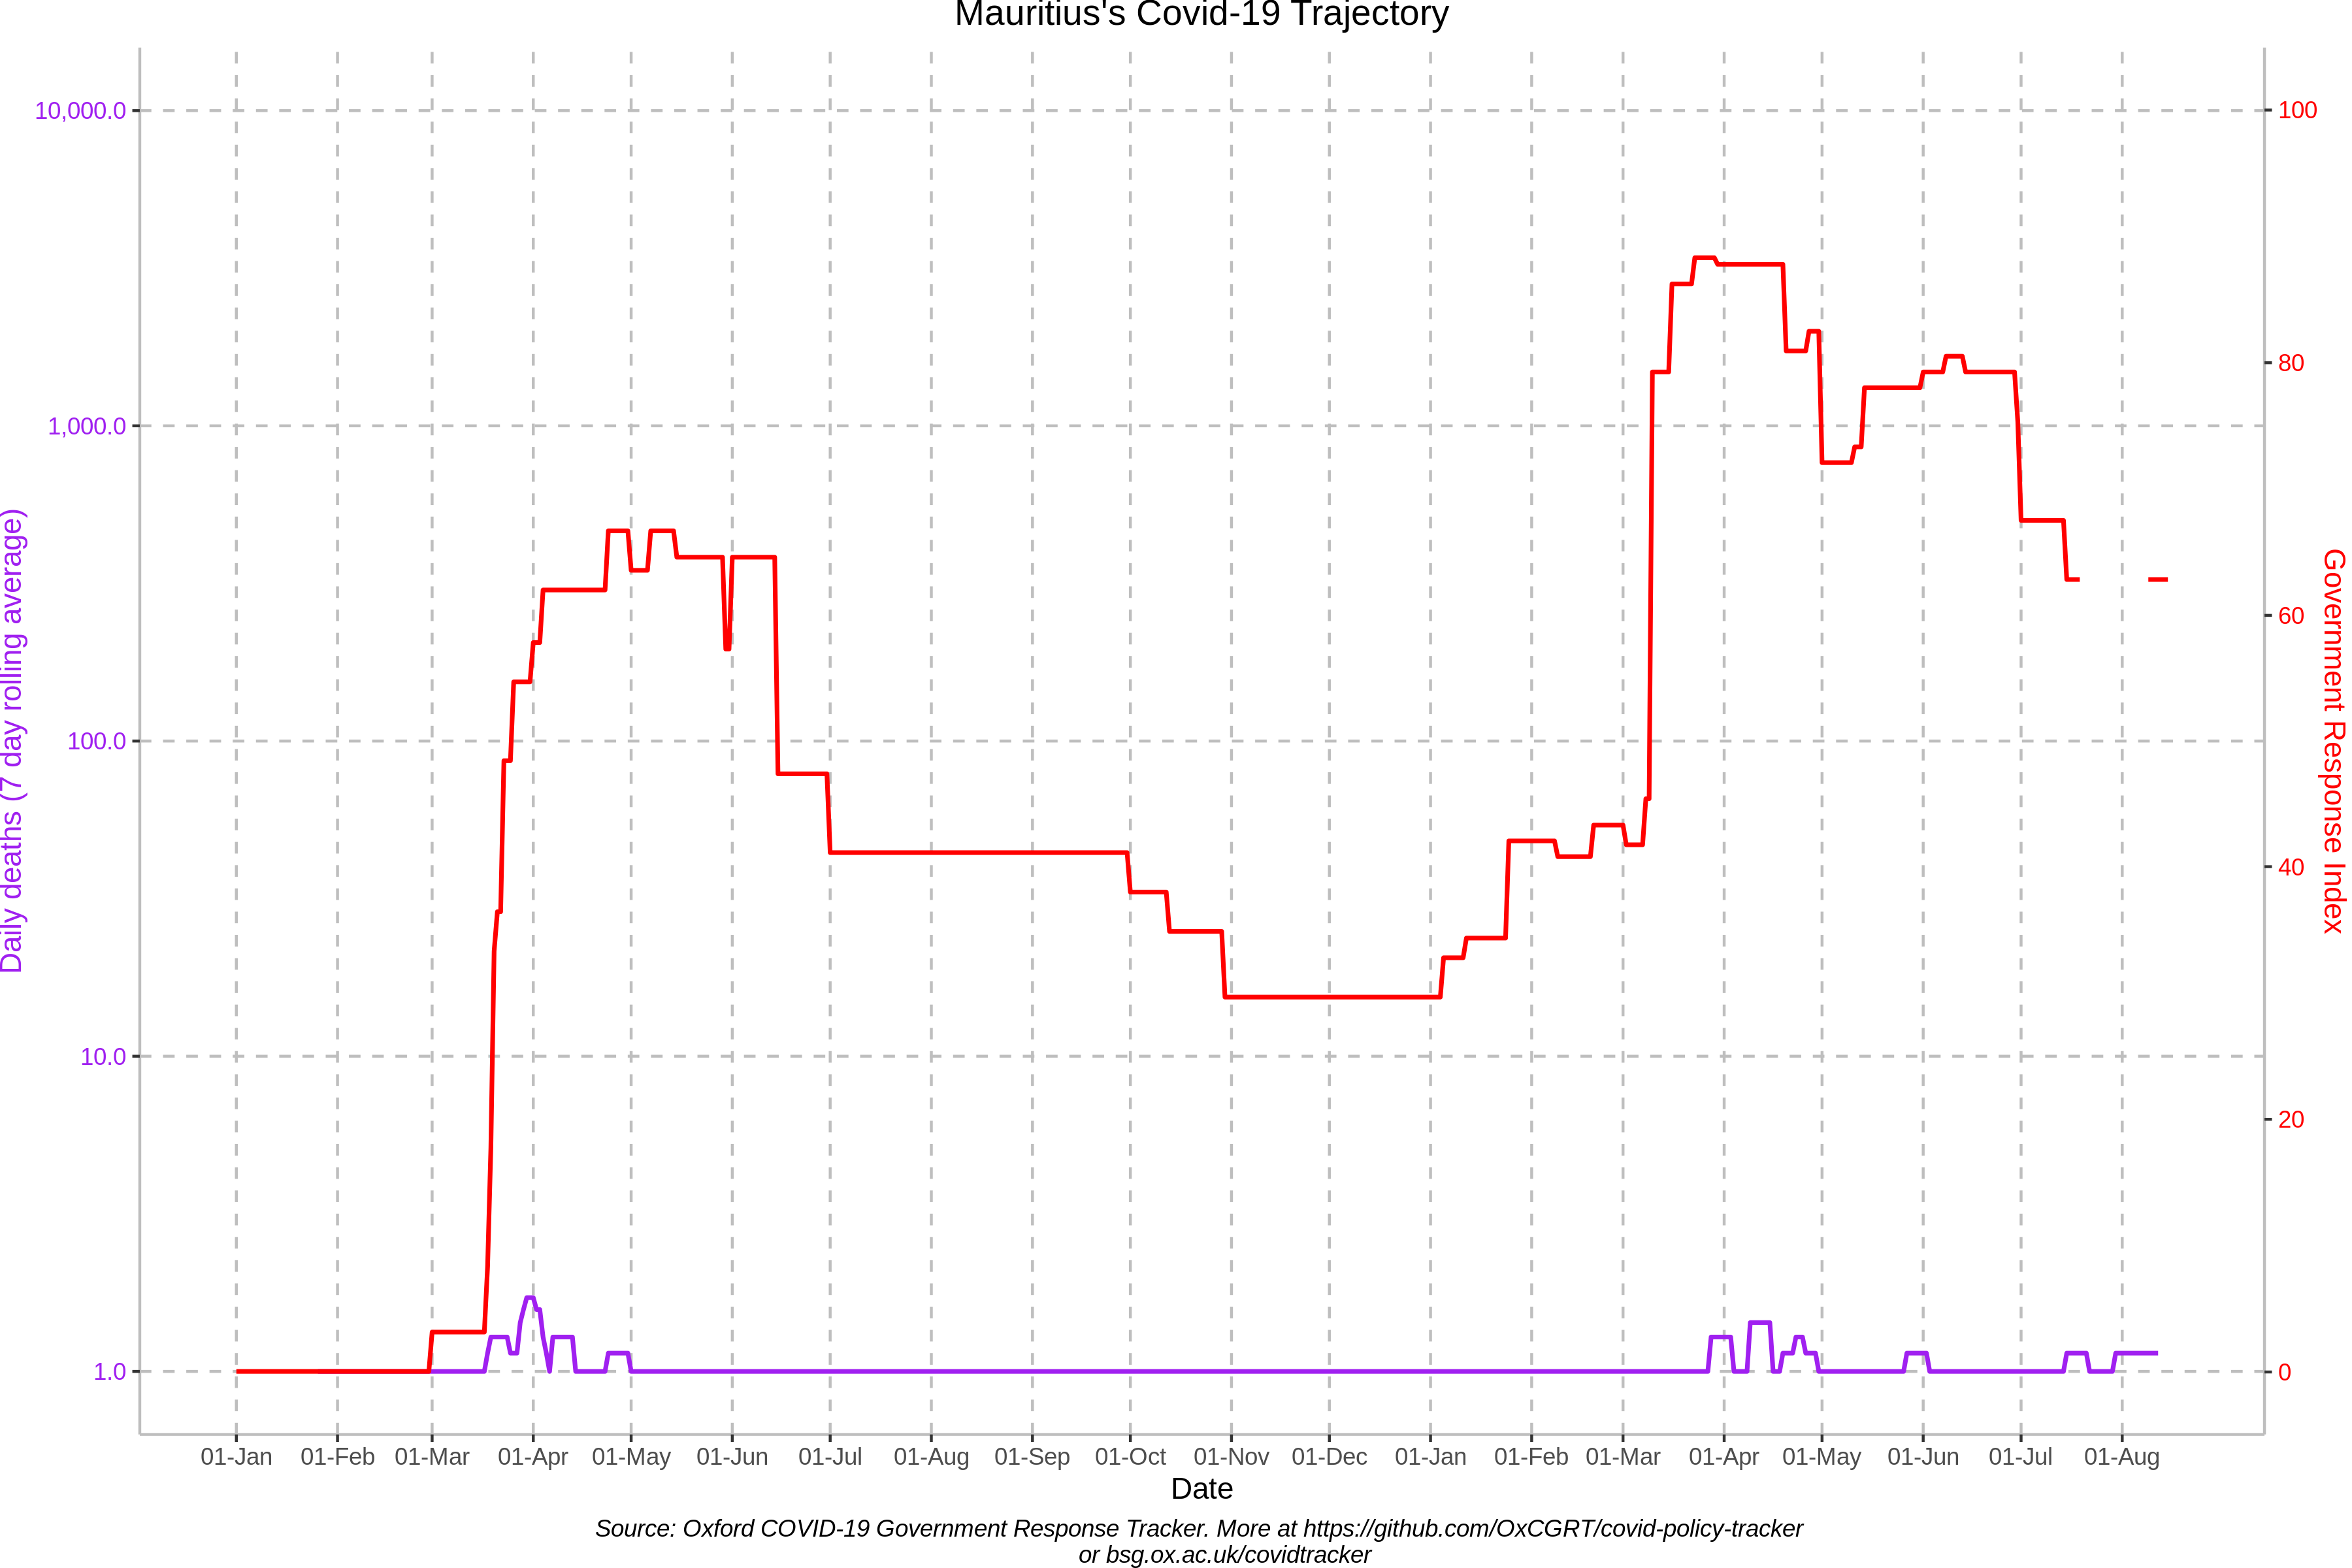 Mauritius's Covid-19 Trajectory
10,000.0
1,000.0
100.0
10.0
1.0
Daily deaths (7 day rolling average)
100
80
60
40
20
0
Government Response Index
01-Jan 01-Feb 01-Mar 01-Apr 01-May 01-Jun 01-Jul 01-Aug 01-Sep 01-Oct 01-Nov 01-Dec 01-Jan 01-Feb 01-Mar 01-Apr 01-May 01-Jun 01-Jul 01-Aug
Date
Source: Oxford COVID-19 Government Response Tracker. More at https://github.com/OxCGRT/covid-policy-tracker
or bsg.ox.ac.uk/covidtracker